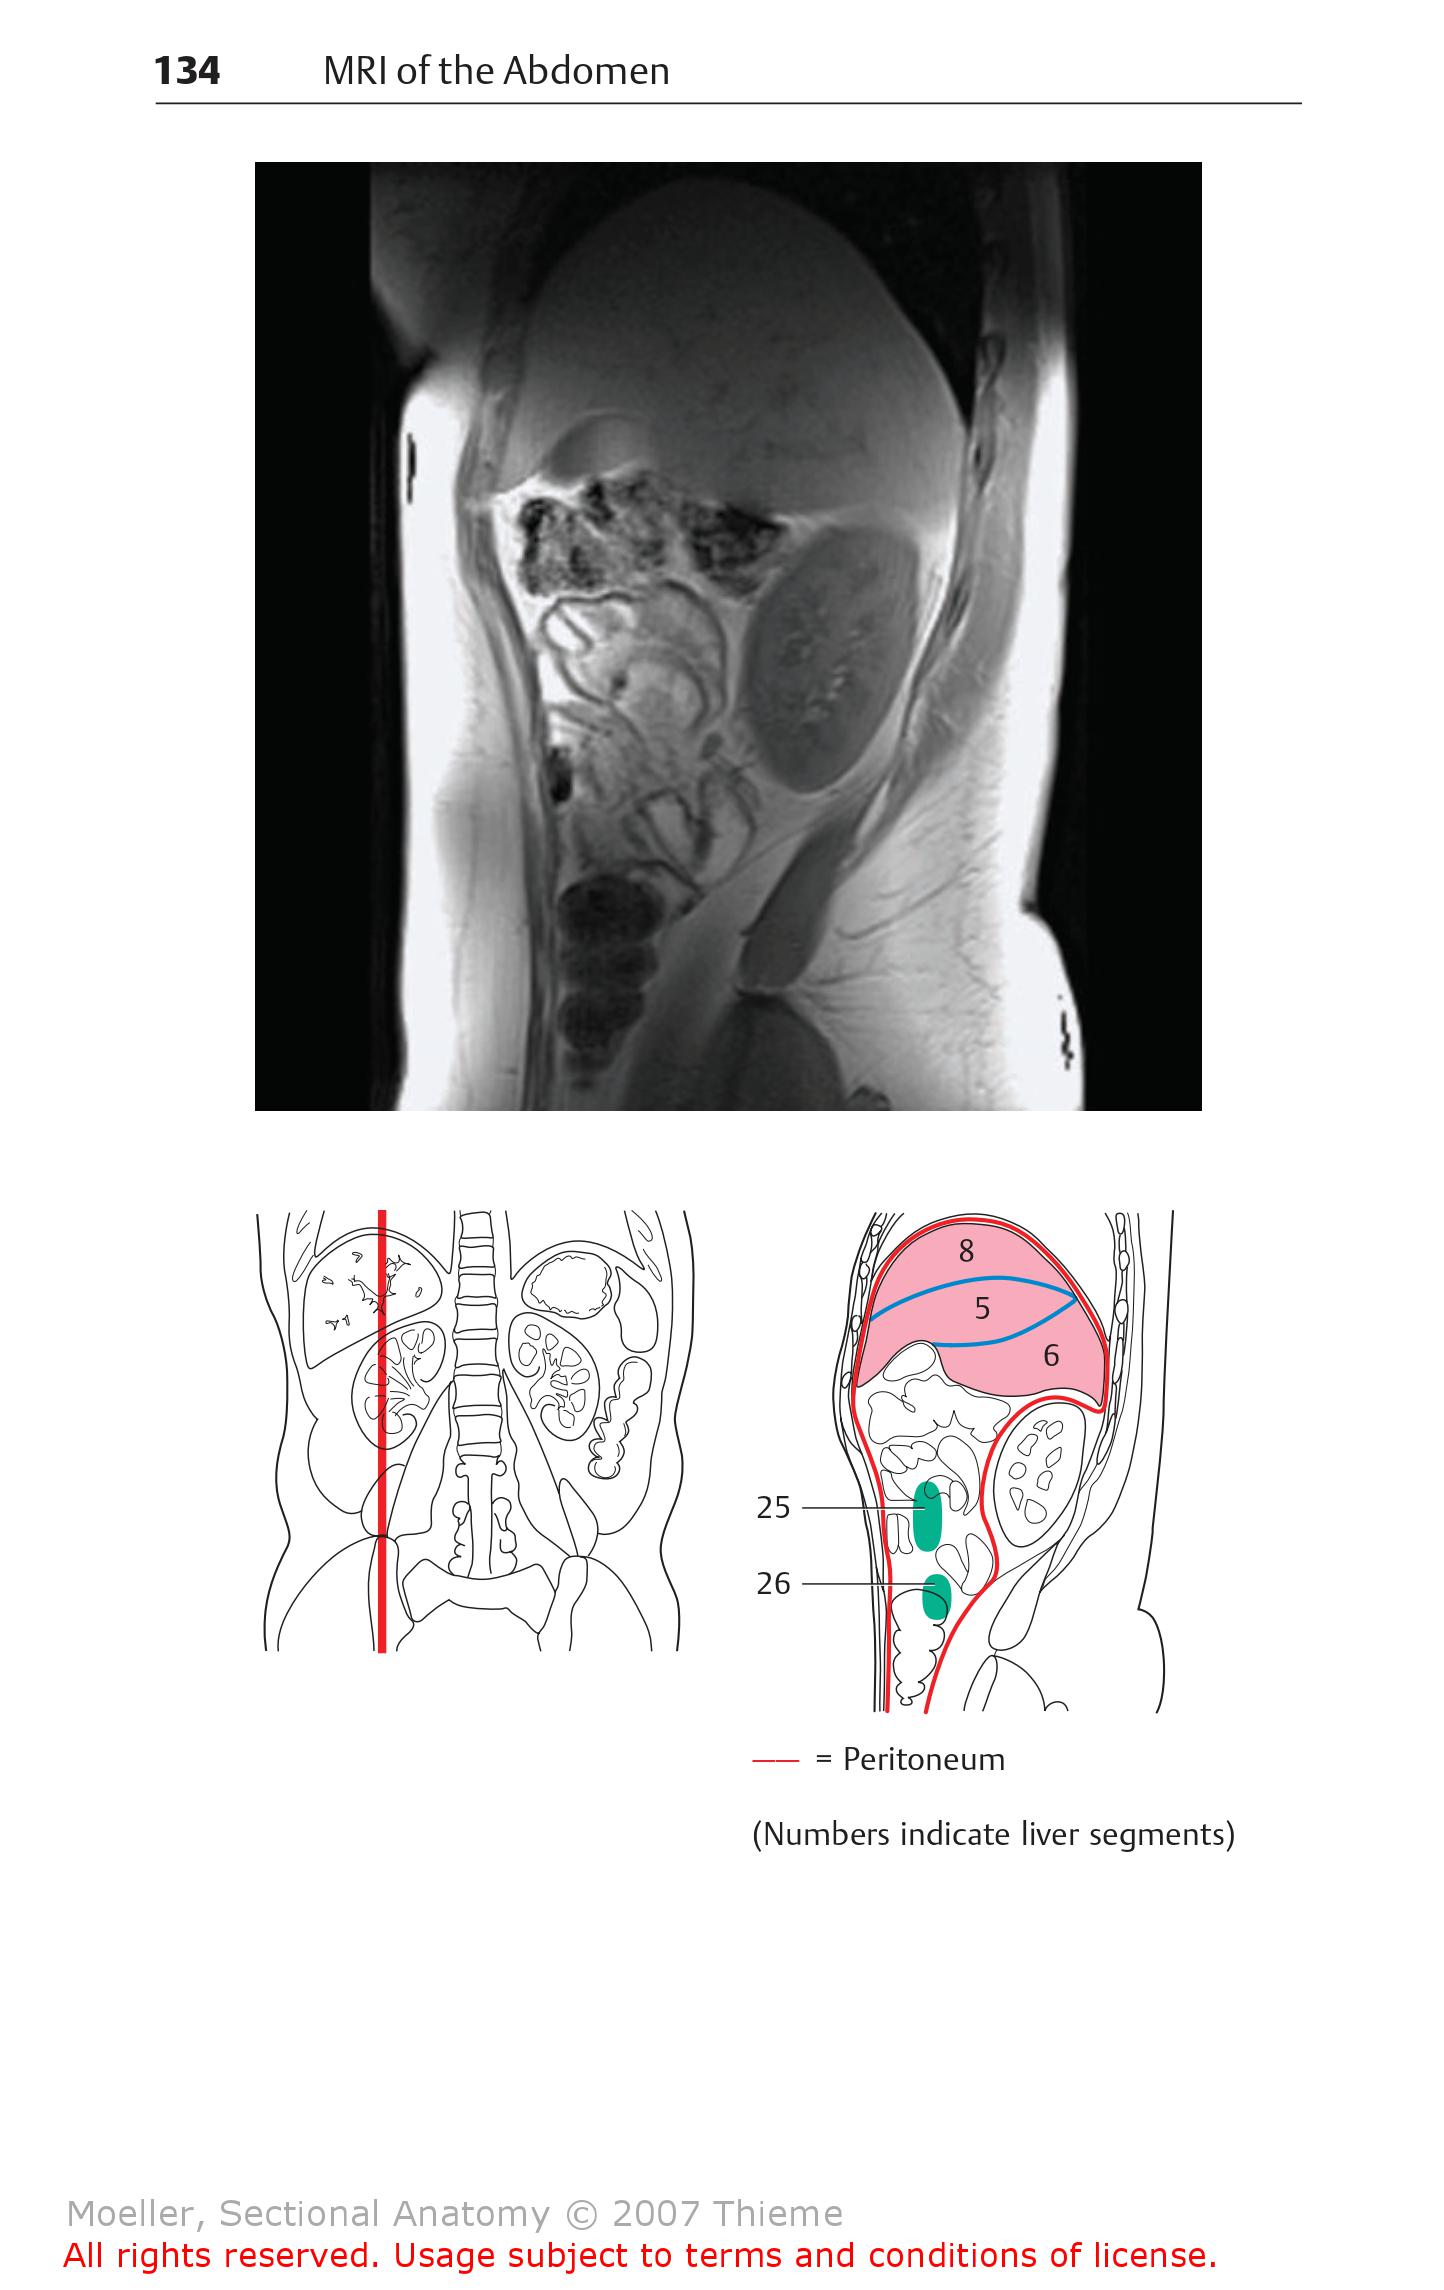 134 MRI of the Abdomen
8
5
6
25
26
= Peritoneum
(Numbers indicate liver segments)
Moeller, Sectional Anatomy © 2007 Thieme
All rights reserved. Usage subject to terms and conditions of license.